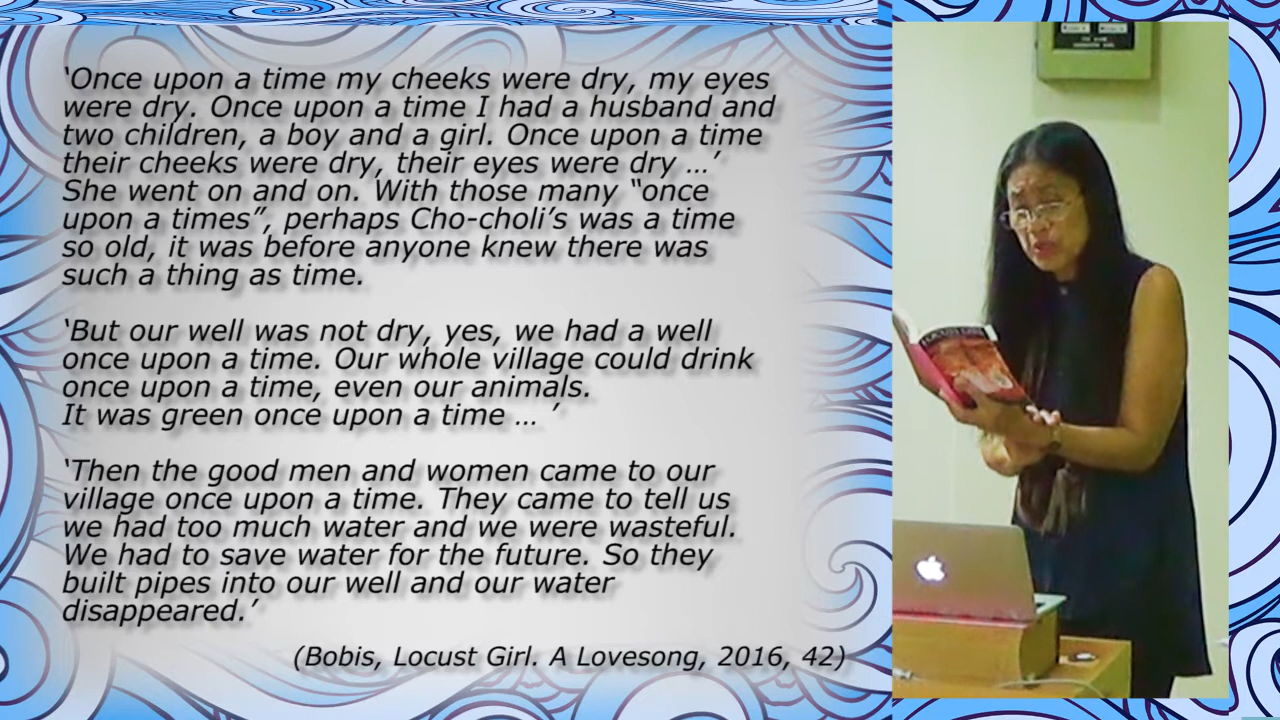 ‘Once upon a time my cheeks were dry, my eyes
were dry. Once upon a time I had a husband and
two children, a boy and a girl. Once upon a time
their cheeks were dry, their eyes were dry …’
She went on and on. With those many “once
upon a times”, perhaps Cho-choli’s was a time
so old, it was before anyone knew there was
such a thing as time.
‘But our well was not dry, yes, we had a well
once upon a time. Our whole village could drink
once upon a time, even our animals.
It was green once upon a time … ’
‘Then the good men and women came to our
village once upon a time. They came to tell us
we had too much water and we were wasteful.
We had to save water for the future. So they
built pipes into our well and our water
disappeared.’
(Bobis, Locust Girl. A Lovesong, 2016, 42)